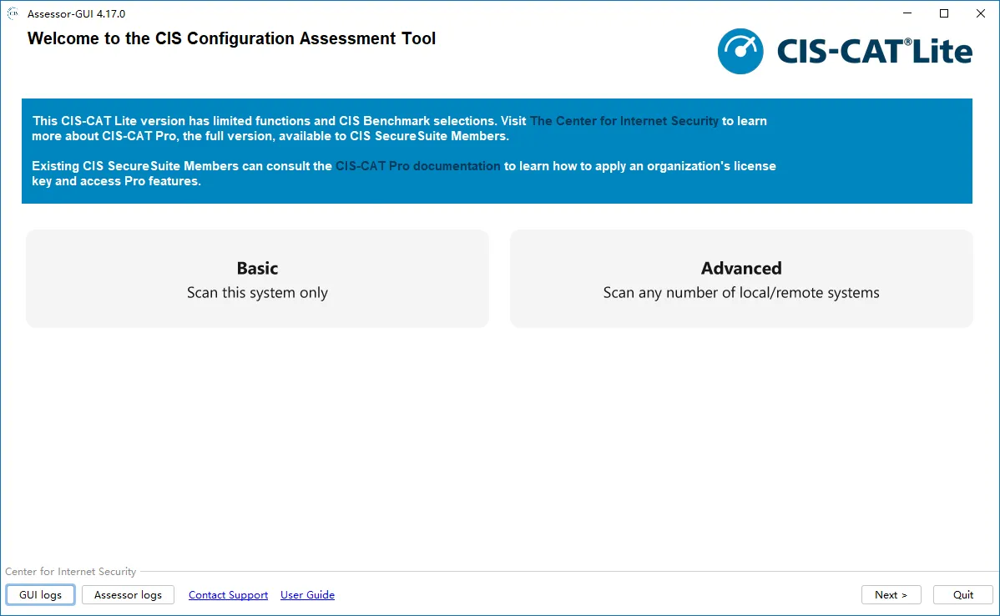 CIS
Assessor-GUI 4.17.0
Welcome to the CIS Configuration Assessment Tool
CIS-CAT®Lite
This CIS-CAT Lite version has limited functions and CIS Benchmark selections. Visit The Center for Internet Security to learn
more about CIS-CAT Pro, the full version, available to CIS SecureSuite Members.
Existing CIS SecureSuite Members can consult the CIS-CAT Pro documentation to learn how to apply an organization's license
key and access Pro features.
Basic
Scan this system only
Advanced
Scan any number of local/remote systems
Center for Internet Security
GUI logs
Assessor logs
Contact Support
User Guide
Next >
Quit